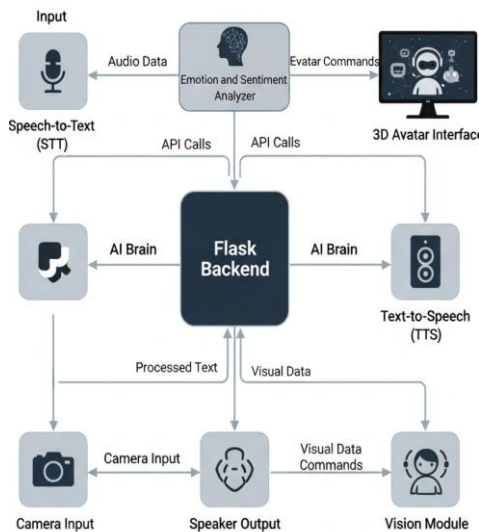 Input
Audio Data
Evatar Commands
Emotion and Sentiment
Analyzer
Speech-to-Text
(STT)
3D Avatar Interface
API Calls
API Calls
AI Brain
Flask
Backend
AI Brain
Text-to-Speech
(TTS)
Processed Text
Visual Data
Camera Input
Visual Data
Commands
Camera Input
Speaker Output
Vision Module